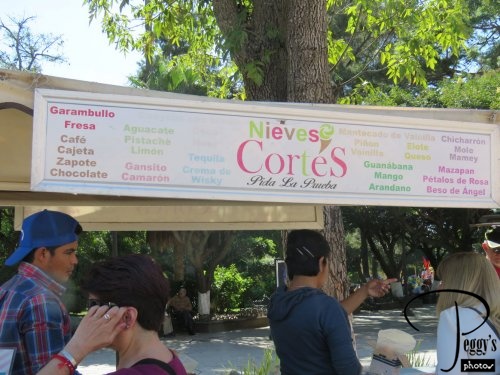 Garambullo
Fresa
Café
Cajeta
Zapote
Chocolate
Aguacate
Pistache
Limón
Gansito
Camarón
Tequila
Crema de
Wisky
Nieves
Cortés
Pida La Prueba
Mantecado de Vainilla
Piñon
Vainilla
Elote
Queso
Guanábana
Mango
Arandano
Chicharrón
Mole
Mamey
Mazapan
Pétalos de Rosa
Beso de Ángel
Peggy's
photos